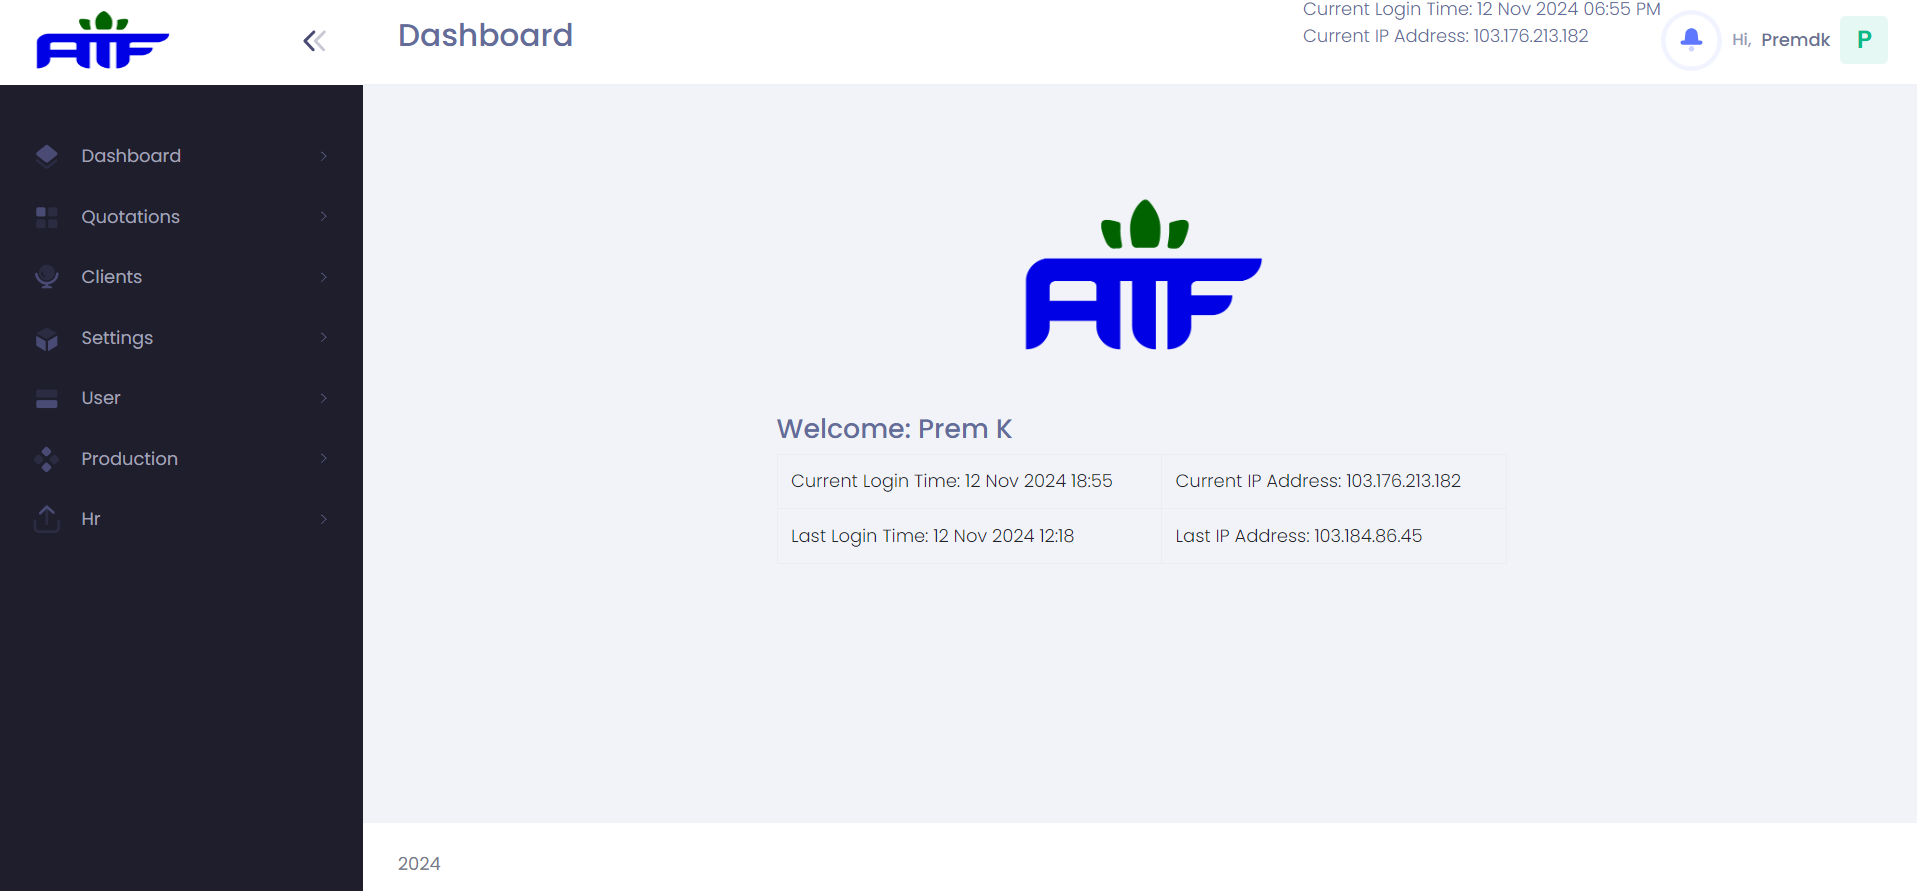 ATF
Dashboard
Current Login Time: 12 Nov 2024 06:55 PM
Current IP Address: 103.176.213.182
Hi, Premdk P
Dashboard
Quotations
Clients
Settings
User
Production
Hr
ATF
Welcome: Prem K
Current Login Time: 12 Nov 2024 18:55 Current IP Address: 103.176.213.182
Last Login Time: 12 Nov 2024 12:18 Last IP Address: 103.184.86.45
2024